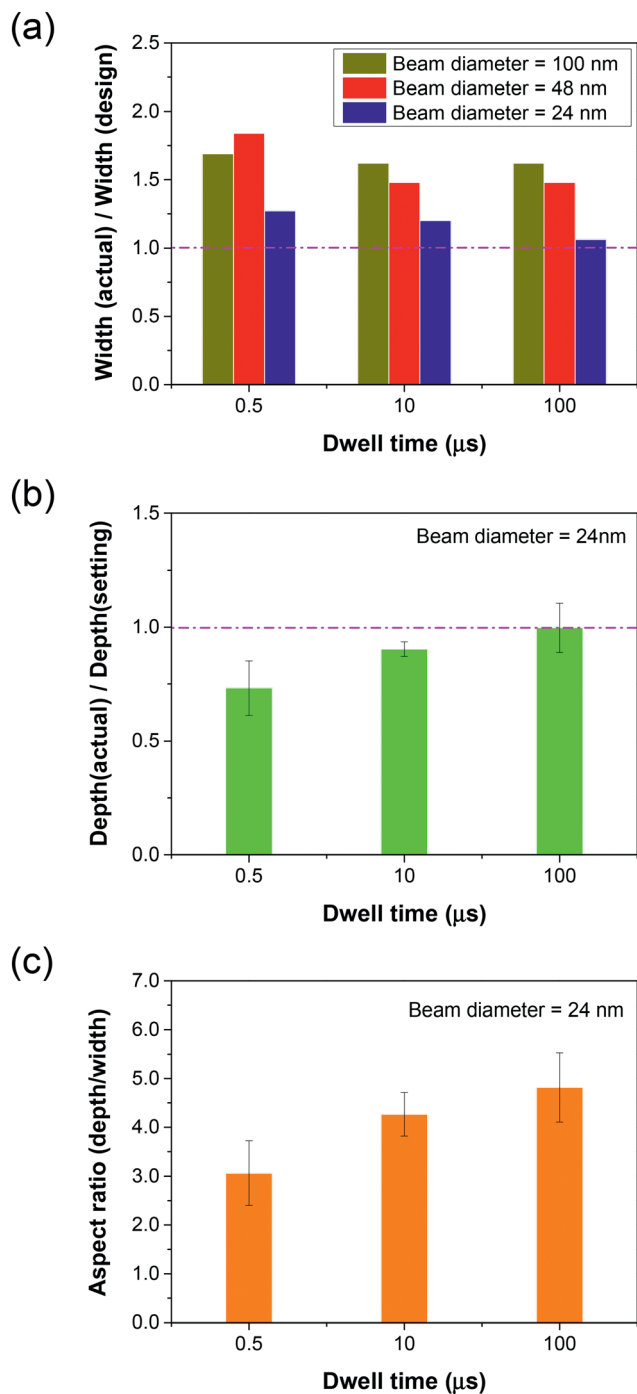 (a)
2.5
2.0
1.5
1.0
0.5
0.0
Width (actual) / Width (design)
Beam diameter = 100 nm
Beam diameter = 48 nm
Beam diameter = 24 nm
0.5 10 100
Dwell time (μs)
(b)
1.5
1.0
0.5
0.0
Depth(actual) / Depth(setting)
Beam diameter = 24nm
0.5 10 100
Dwell time (μs)
(c)
7.0
6.0
5.0
4.0
3.0
2.0
1.0
0.0
Aspect ratio (depth/width)
Beam diameter = 24 nm
0.5 10 100
Dwell time (μs)